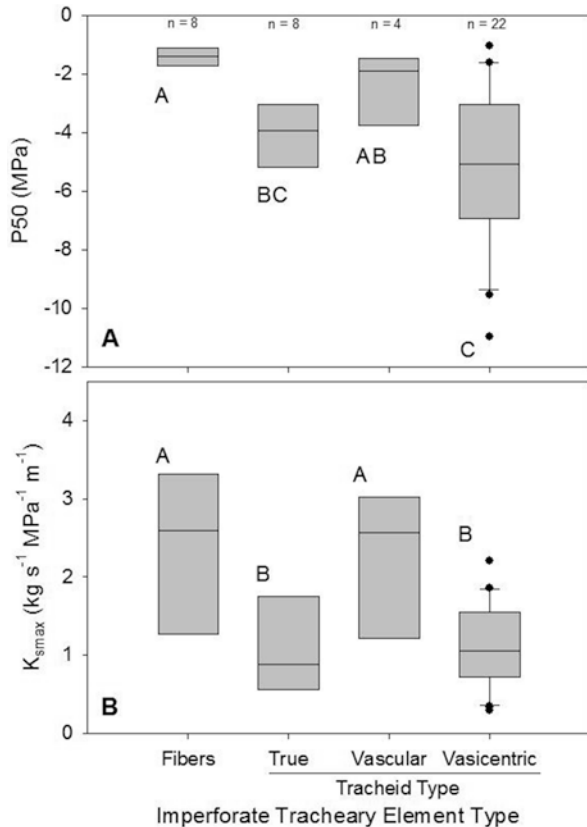 n = 8 n = 8 n = 4 n = 22
0
-2
-4
-6
-8
-10
-12
P50 (MPa)
A
BC
AB
C
A
4
3
2
1
0
Ksmax (kg s-1 MPa-1 m-1)
A
B
A
B
B
Fibers True Vascular Vasicentric
Tracheid Type
Imperforate Tracheary Element Type